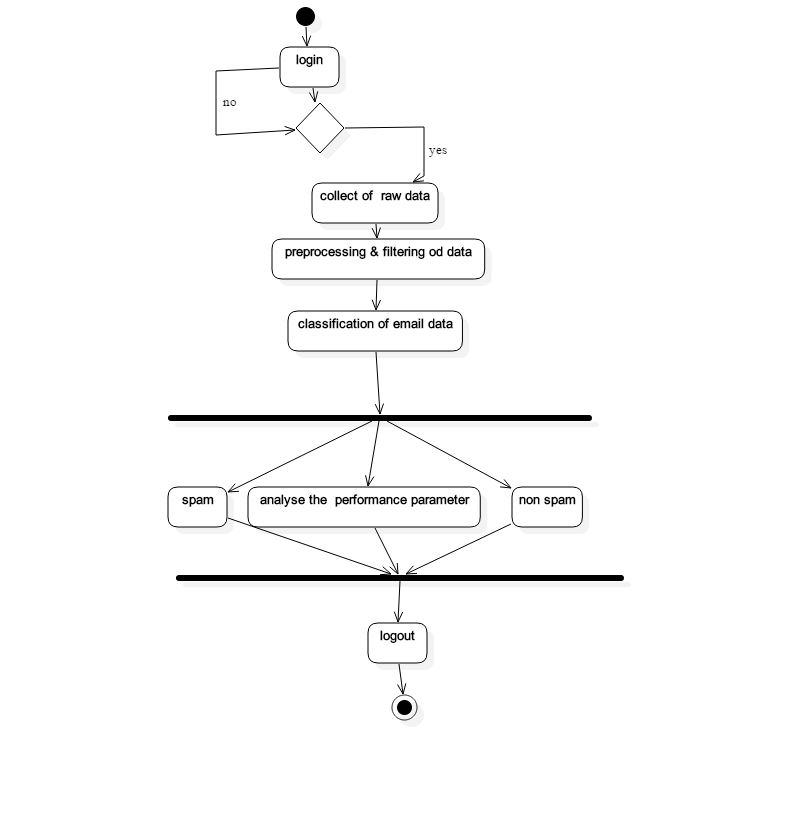 login
no
yes
collect of  raw data
preprocessing & filtering od data
classification of email data
spam
analyse the  performance parameter
non spam
logout